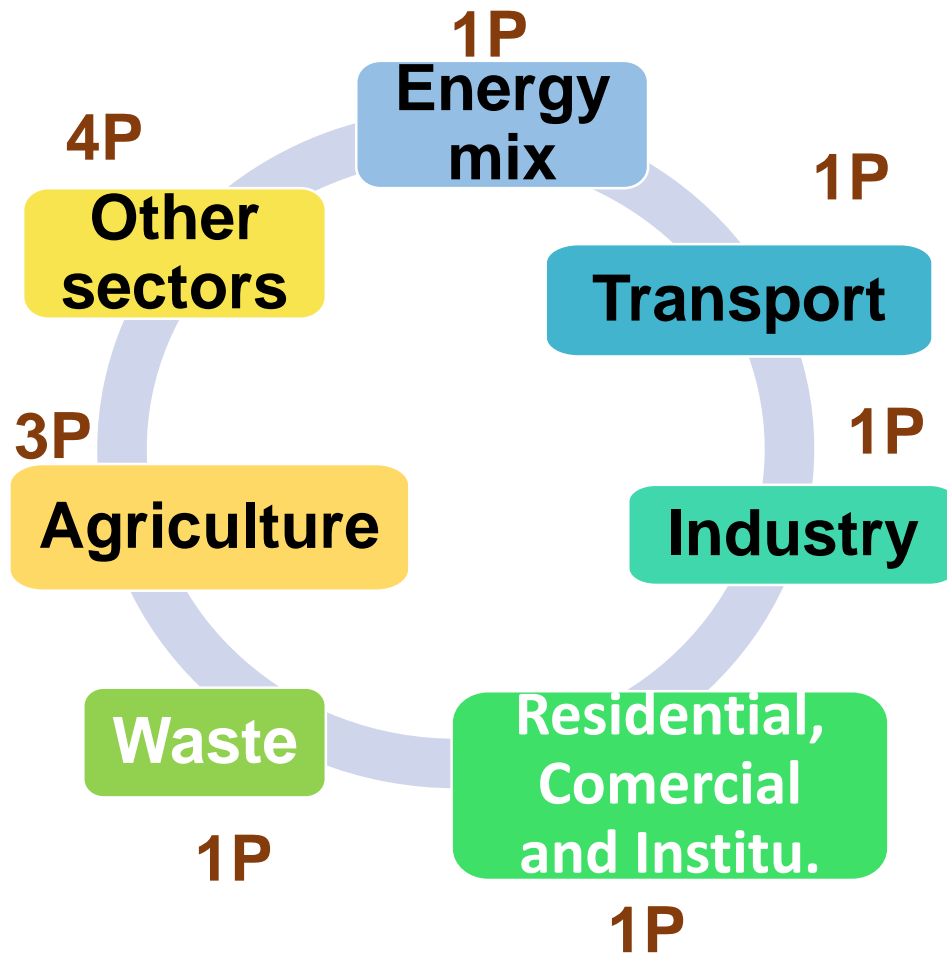 1P
Energy
mix
1P
Transport
1P
Industry
Residential,
Comercial
and Institu.
1P
Waste
1P
3P
Agriculture
4P
Other
sectors